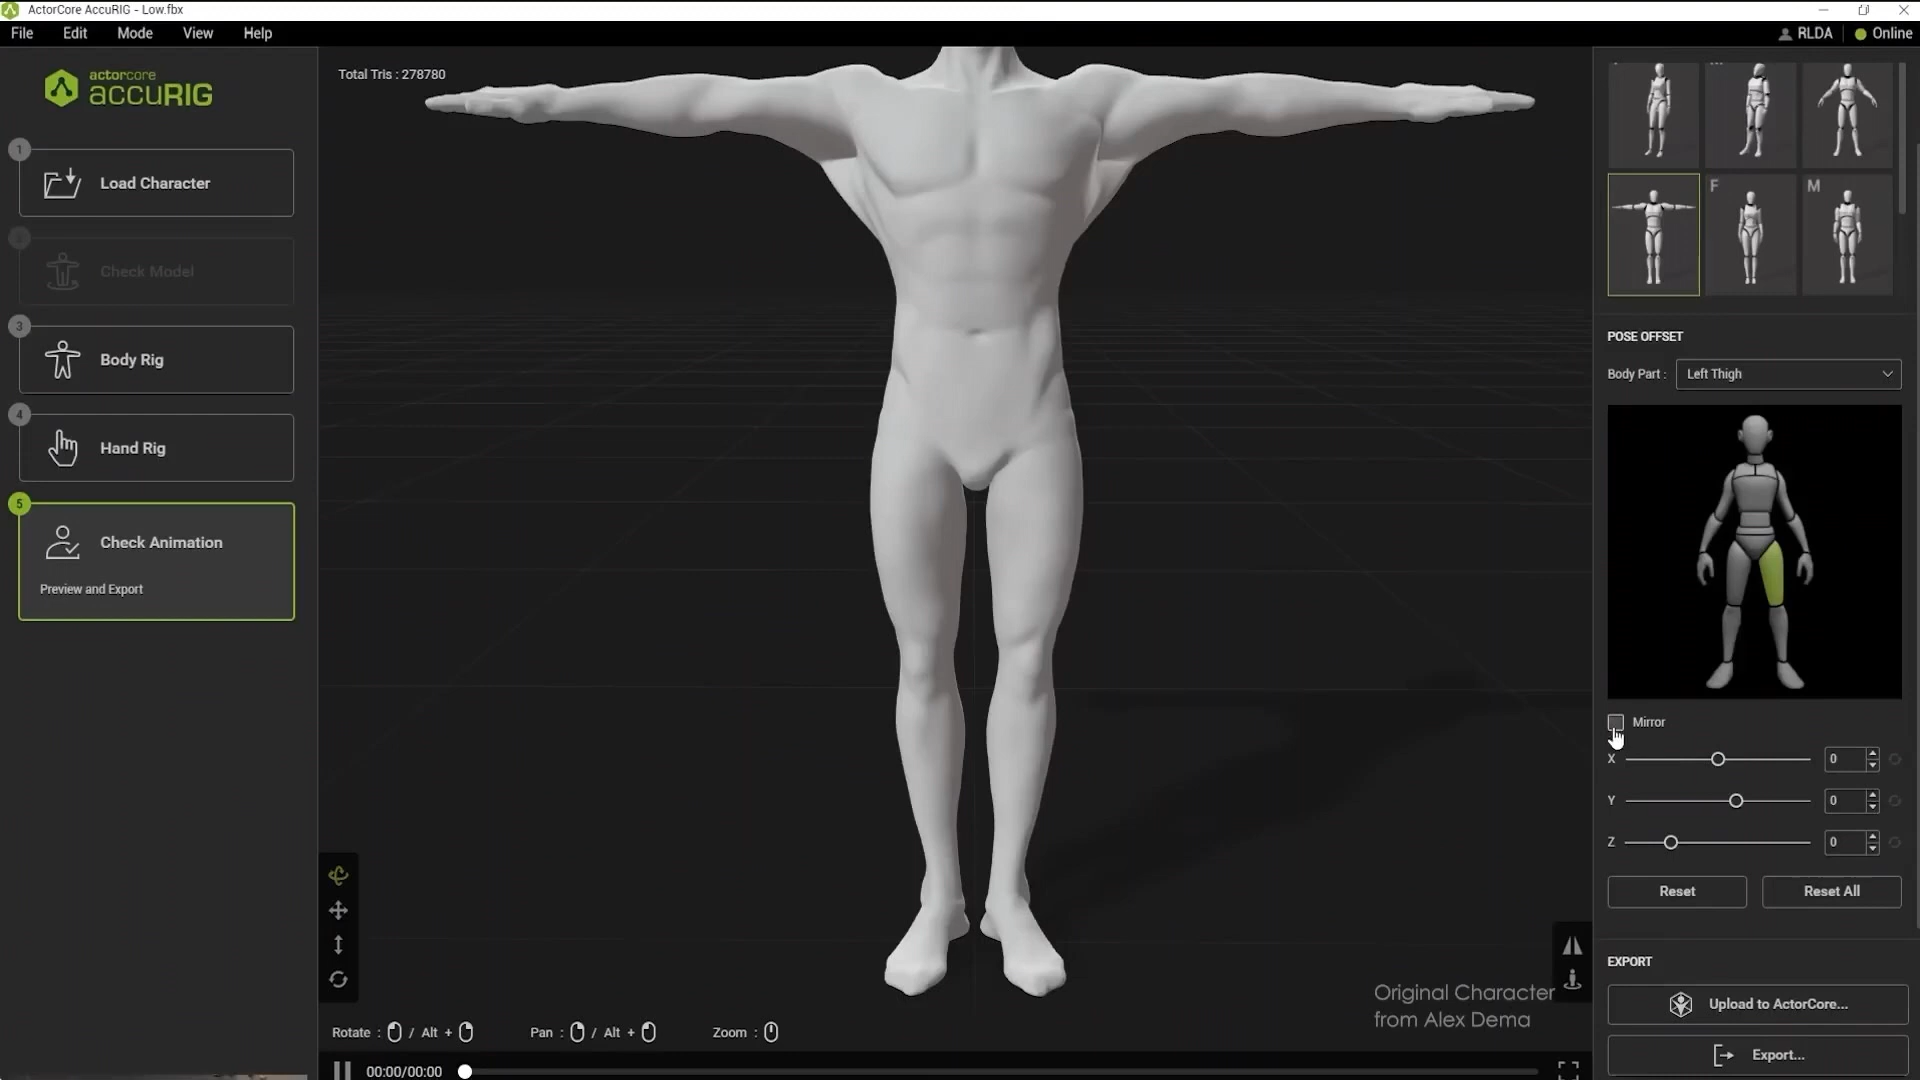 ActorCore AccuRIG - Low.fbx
File Edit Mode View Help
RLDA Online
actorcore
accuRIG
1
Load Character
Check Model
3
Body Rig
4
Hand Rig
5
Check Animation
Preview and Export
Total Tris : 278780
F M
POSE OFFSET
Body Part : Left Thigh
Mirror
X 0
Y 0
Z 0
Reset Reset All
EXPORT
Upload to ActorCore...
Export...
Original Character
from Alex Dema
Rotate : / Alt + Pan : / Alt + Zoom :
00:00/00:00